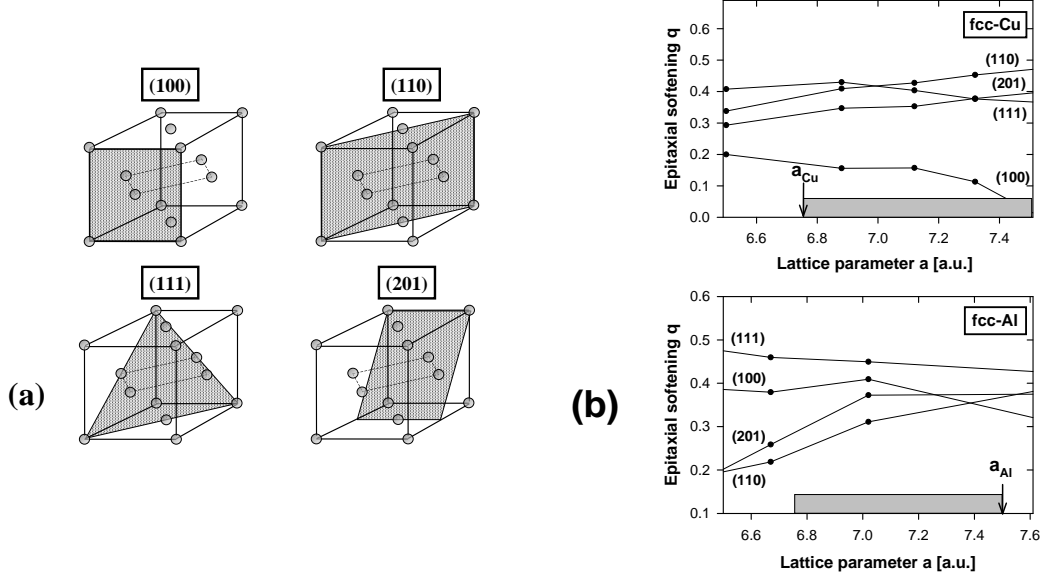 (100)
(110)
(111)
(201)
(a)
fcc-Cu
Epitaxial softening q
0.6
0.5
0.4
0.3
0.2
0.1
0.0
(110)
(201)
(111)
(100)
aCu
6.6 6.8 7.0 7.2 7.4
Lattice parameter a [a.u.]
(b)
fcc-Al
Epitaxial softening q
0.6
0.5
0.4
0.3
0.2
0.1
(111)
(100)
(201)
(110)
aAl
6.6 6.8 7.0 7.2 7.4 7.6
Lattice parameter a [a.u.]